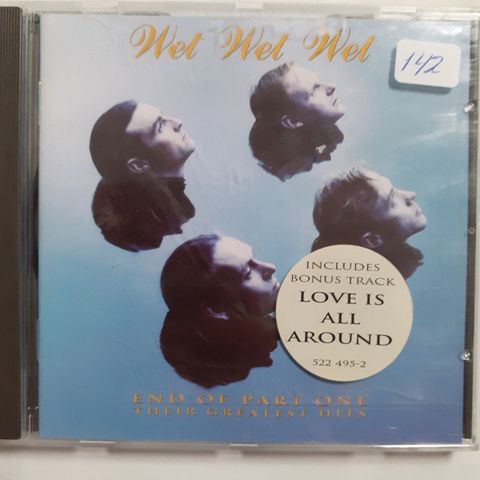 Wet Wet Wet
142
INCLUDES
BONUS TRACK
LOVE IS
ALL
AROUND
522 495-2
END OF PART ONE
THEIR GREATEST HITS